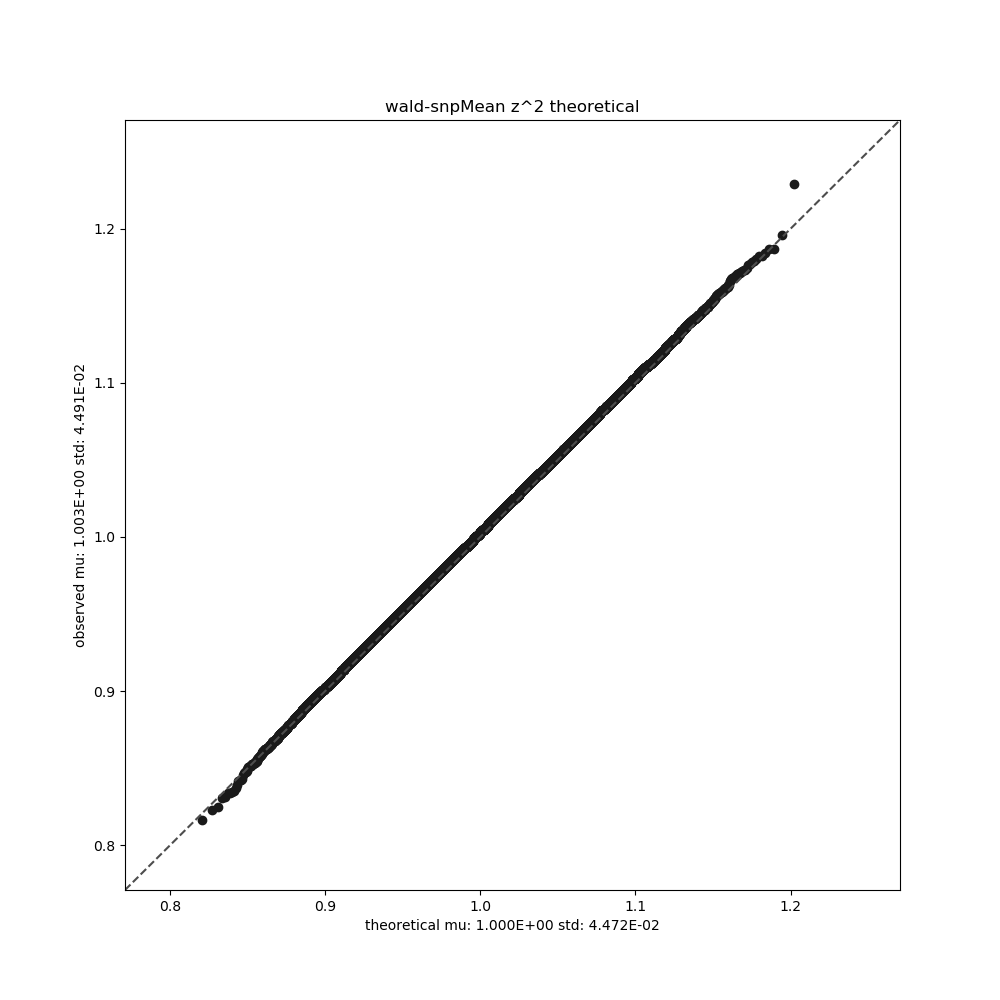 wald-snpMean z^2 theoretical
1.2
1.1
1.0
0.9
0.8
observed mu: 1.003E+00 std: 4.491E-02
0.8 0.9 1.0 1.1 1.2
theoretical mu: 1.000E+00 std: 4.472E-02